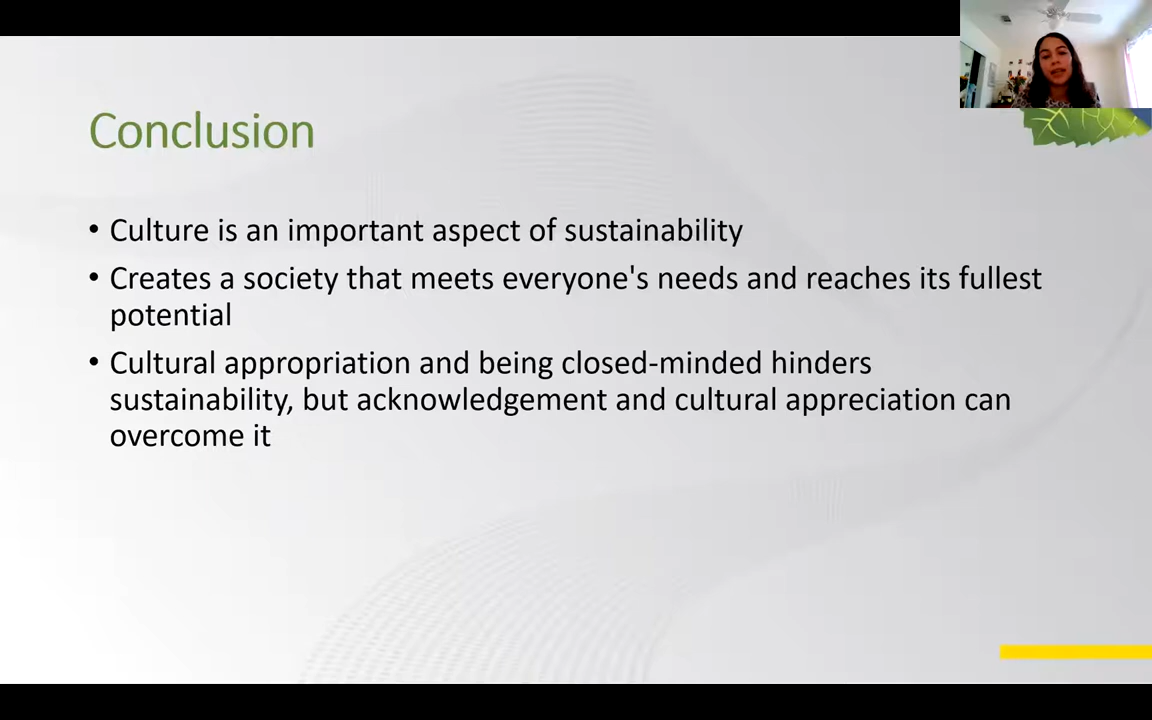 Conclusion
• Culture is an important aspect of sustainability
• Creates a society that meets everyone's needs and reaches its fullest
potential
• Cultural appropriation and being closed-minded hinders
sustainability, but acknowledgement and cultural appreciation can
overcome it